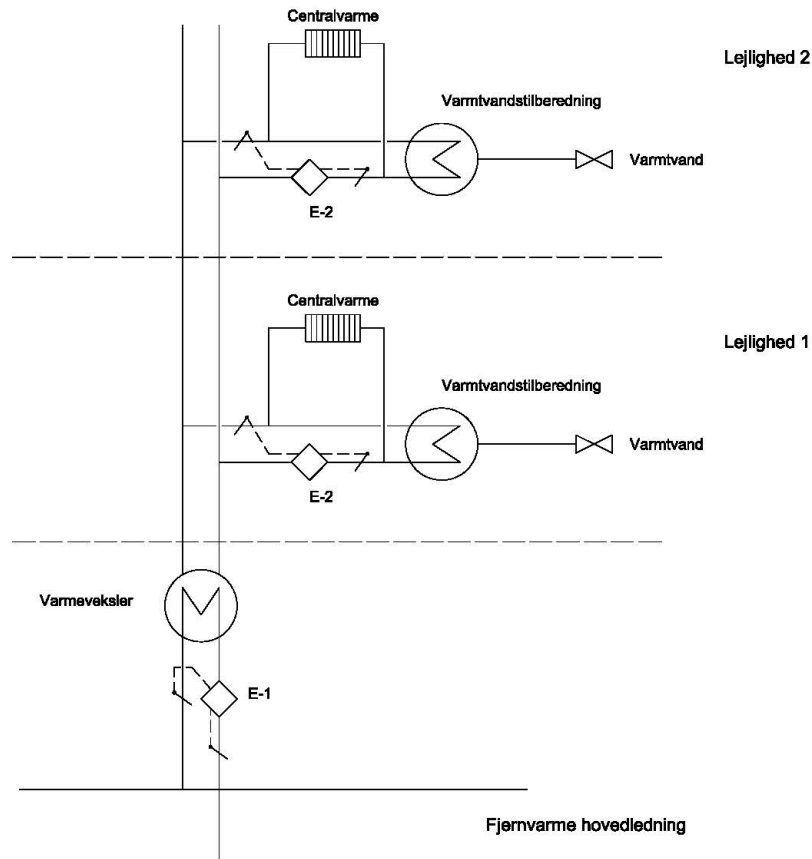 Centralvarme
Lejlighed 2
Varmtvandstilberedning
Varmtvand
E-2
Centralvarme
Lejlighed 1
Varmtvandstilberedning
Varmtvand
E-2
Varmeveksler
E-1
Fjernvarme hovedledning